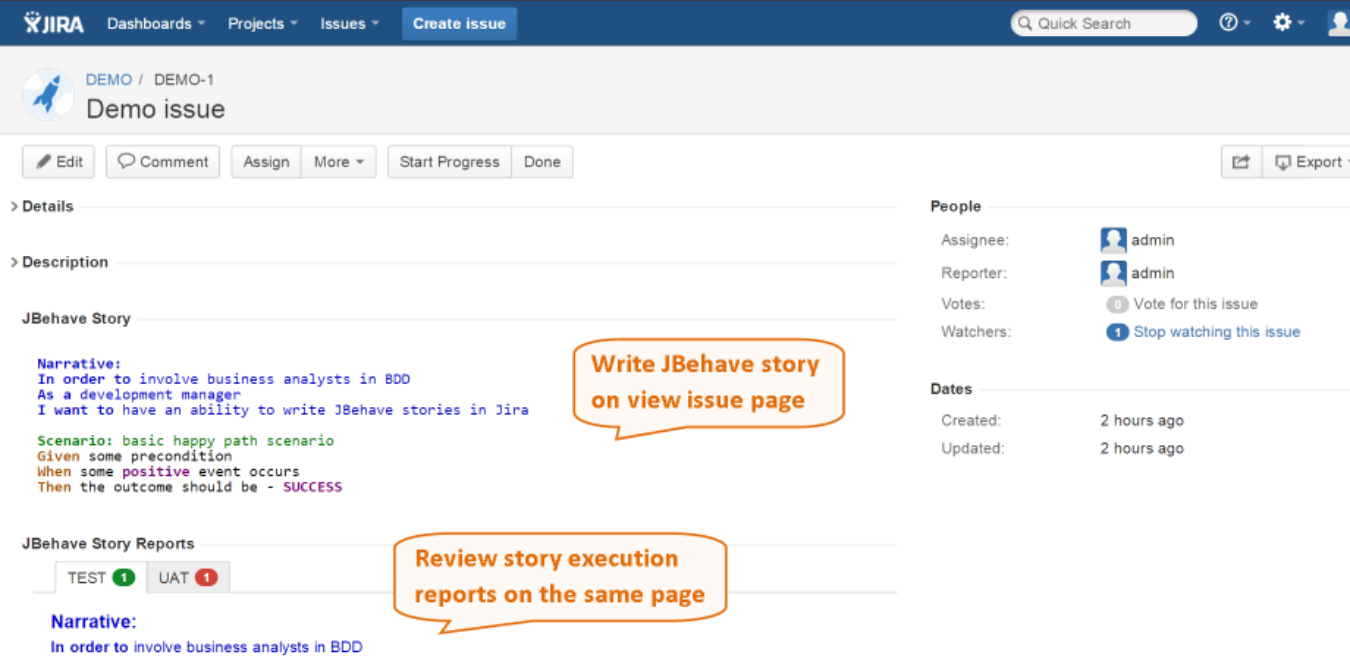 JIRA Dashboards Projects Issues Create issue Quick Search
DEMO / DEMO-1
Demo issue
Edit Comment Assign More Start Progress Done Export
Details
Description
JBehave Story
Narrative:
In order to involve business analysts in BDD
As a development manager
I want to have an ability to write JBehave stories in Jira
Scenario: basic happy path scenario
Given some precondition
When some positive event occurs
Then the outcome should be - SUCCESS
Write JBehave story
on view issue page
JBehave Story Reports
TEST 1 UAT 1
Review story execution
reports on the same page
Narrative:
In order to involve business analysts in BDD
People
Assignee: admin
Reporter: admin
Votes: 0 Vote for this issue
Watchers: 1 Stop watching this issue
Dates
Created: 2 hours ago
Updated: 2 hours ago